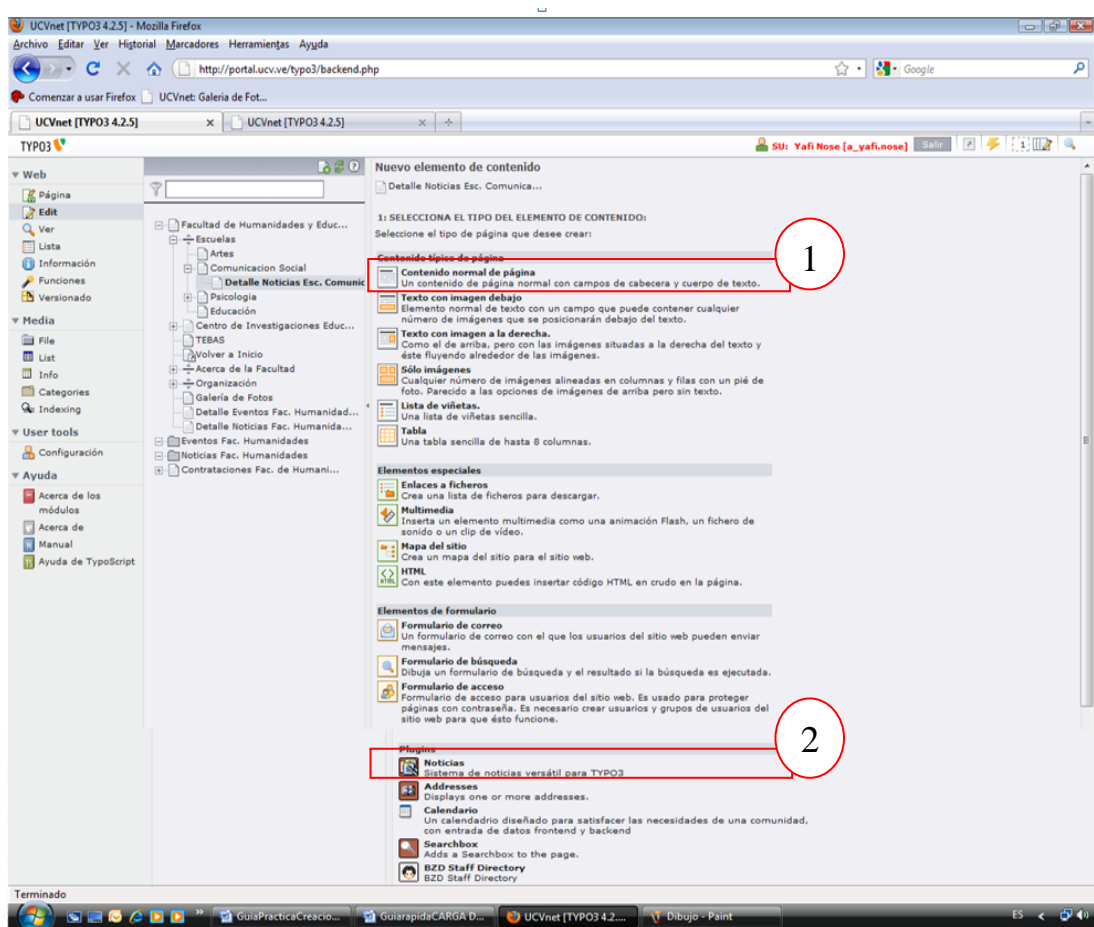 UCVnet [TYPO3 4.2.5] - Mozilla Firefox
Archivo Editar Ver Historial Marcadores Herramientas Ayuda
http://portal.ucv.ve/typo3/backend.php
Google
Comenzar a usar Firefox UCVnet: Galeria de Fot...
UCVnet [TYPO3 4.2.5] UCVnet [TYPO3 4.2.5]
TYPO3
SU: Yafi Nose [a_yafi.nose] Salir 1
Web
Página
Edit
Ver
Lista
Información
Funciones
Versionado
Media
File
List
Info
Categories
Indexing
User tools
Configuración
Ayuda
Acerca de los
módulos
Acerca de
Manual
Ayuda de TypoScript
Facultad de Humanidades y Educ...
Escuelas
Artes
Comunicacion Social
Detalle Noticias Esc. Comunic
Psicologia
Educación
Centro de Investigaciones Educ...
TEBAS
Volver a Inicio
Acerca de la Facultad
Organización
Galería de Fotos
Detalle Eventos Fac. Humanidad...
Detalle Noticias Fac. Humanida...
Eventos Fac. Humanidades
Noticias Fac. Humanidades
Contrataciones Fac. de Humani...
Nuevo elemento de contenido
Detalle Noticias Esc. Comunica...
1: SELECCIONA EL TIPO DEL ELEMENTO DE CONTENIDO:
Seleccione el tipo de página que desee crear:
1
Contenido típico de página
Contenido normal de página
Un contenido de página normal con campos de cabecera y cuerpo de texto.
Texto con imagen debajo
Elemento normal de texto con un campo que puede contener cualquier
número de imágenes que se posicionarán debajo del texto.
Texto con imagen a la derecha.
Como el de arriba, pero con las imágenes situadas a la derecha del texto y
éste fluyendo alrededor de las imágenes.
Sólo imágenes
Cualquier número de imágenes alineadas en columnas y filas con un pié de
foto. Parecido a las opciones de imágenes de arriba pero sin texto.
Lista de viñetas.
Una lista de viñetas sencilla.
Tabla
Una tabla sencilla de hasta 8 columnas.
Elementos especiales
Enlaces a ficheros
Crea una lista de ficheros para descargar.
Multimedia
Inserta un elemento multimedia como una animación Flash, un fichero de
sonido o un clip de vídeo.
Mapa del sitio
Crea un mapa del sitio para el sitio web.
HTML
Con este elemento puedes insertar código HTML en crudo en la página.
Elementos de formulario
Formulario de correo
Un formulario de correo con el que los usuarios del sitio web pueden enviar
mensajes.
Formulario de búsqueda
Dibuja un formulario de búsqueda y el resultado si la búsqueda es ejecutada.
Formulario de acceso
Formulario de acceso para usuarios del sitio web. Es usado para proteger
páginas con contraseña. Es necesario crear usuarios y grupos de usuarios del
sitio web para que ésto funcione.
2
Plugins
Noticias
Sistema de noticias versátil para TYPO3
Addresses
Displays one or more addresses.
Calendario
Un calendadrio diseñado para satisfacer las necesidades de una comunidad,
con entrada de datos frontend y backend
Searchbox
Adds a Searchbox to the page.
BZD Staff Directory
BZD Staff Directory
Terminado
GuiaPracticaCreacio... GuiarapidaCARGA D... UCVnet [TYPO3 4.2.... Dibujo - Paint ES